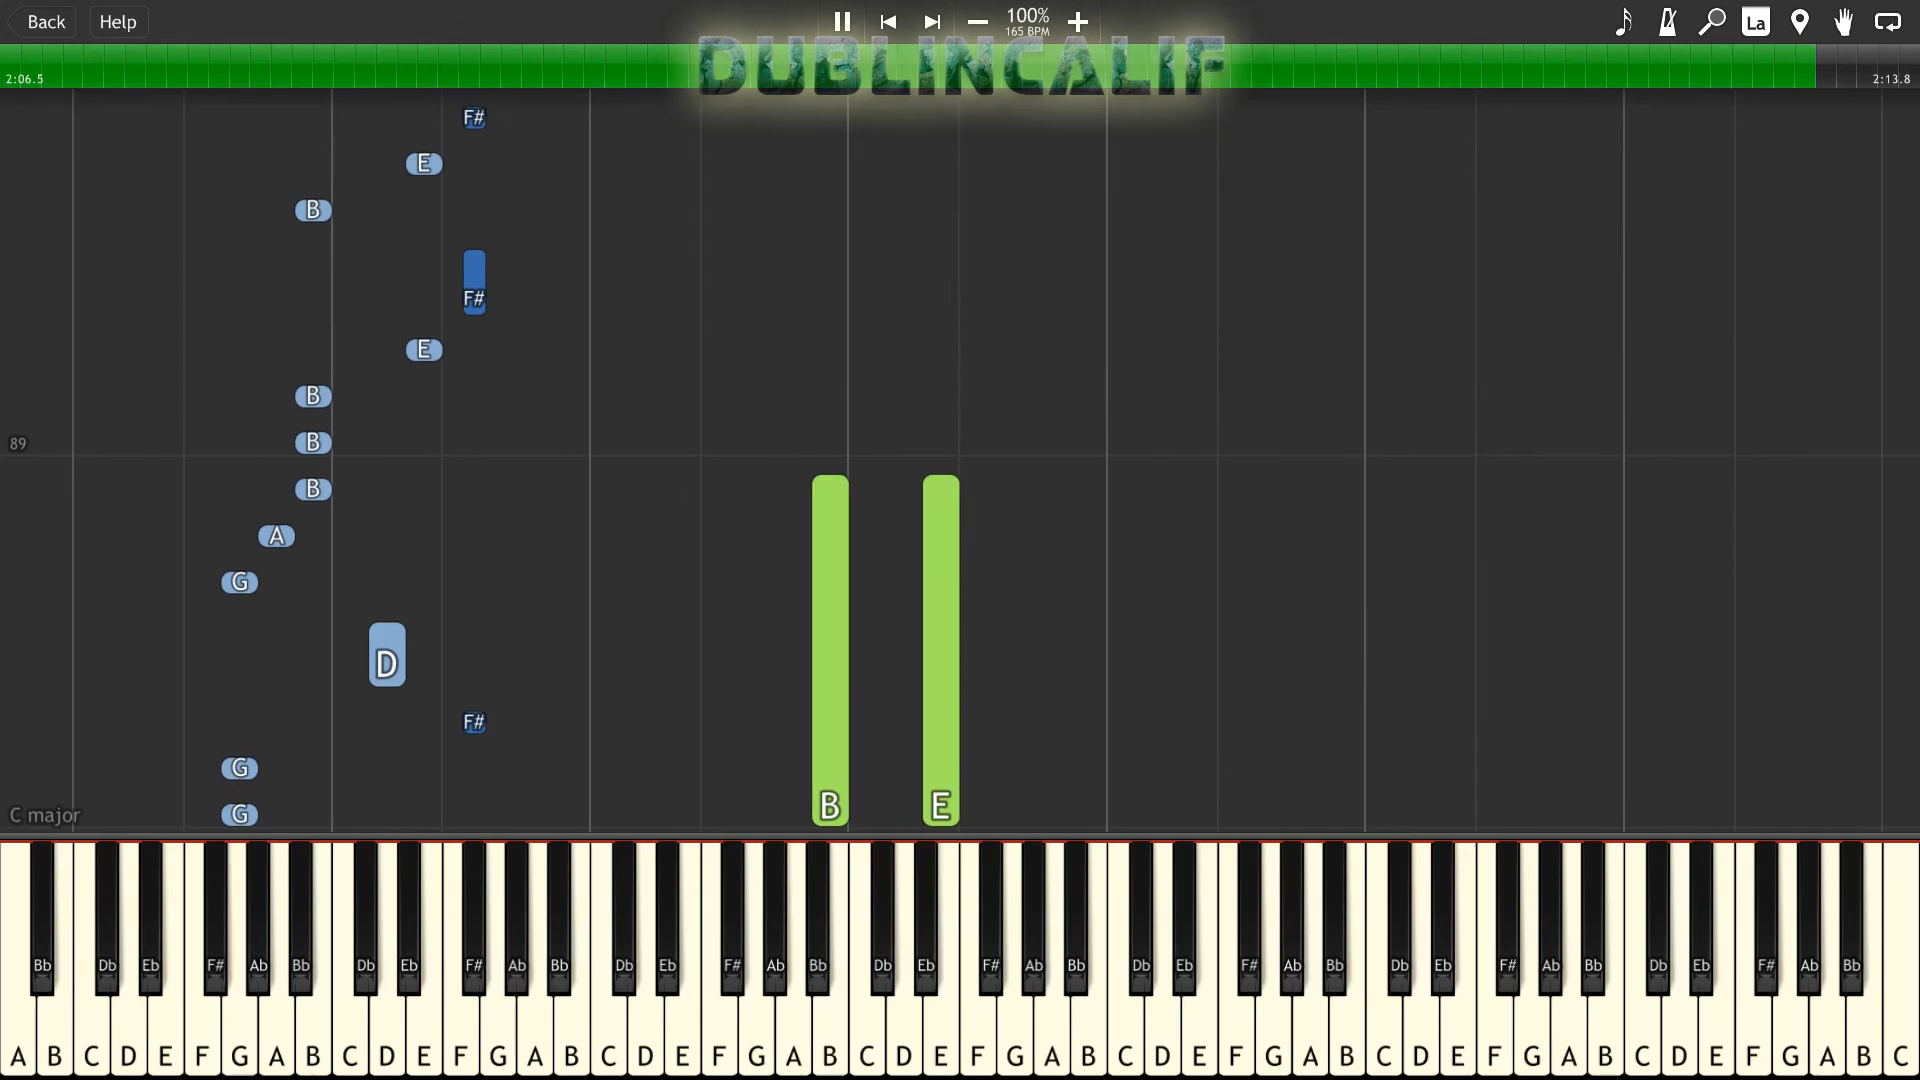 Back Help 100%
165 BPM
La
DUBLINCALIF
2:06.5 2:13.8
F#
E
B
F#
E
B
89 B
B
A
G
D
F#
G
C major G B E
Bb Db Eb F# Ab Bb Db Eb F# Ab Bb Db Eb F# Ab Bb Db Eb F# Ab Bb Db Eb F# Ab Bb Db Eb F# Ab Bb Db Eb F# Ab Bb
A B C D E F G A B C D E F G A B C D E F G A B C D E F G A B C D E F G A B C D E F G A B C D E F G A B C